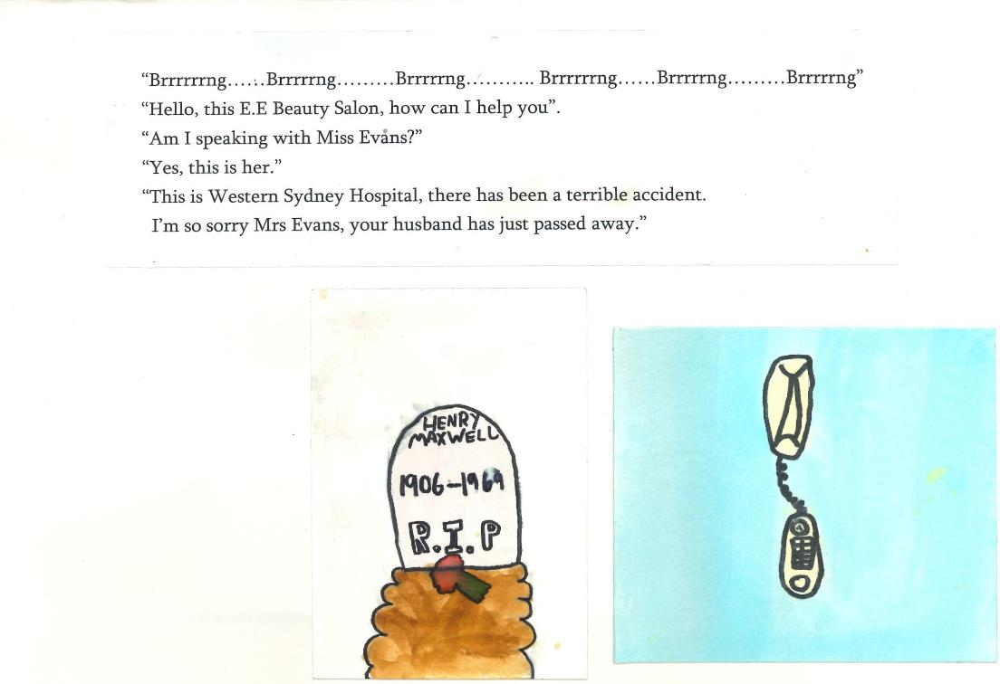 “Brrrrrrng……Brrrrrng………Brrrrrng……….. Brrrrrrng……Brrrrrng………Brrrrrng”
“Hello, this E.E Beauty Salon, how can I help you”.
“Am I speaking with Miss Evans?”
“Yes, this is her.”
“This is Western Sydney Hospital, there has been a terrible accident.
I’m so sorry Mrs Evans, your husband has just passed away.”
HENRY
MAXWELL
1906-1969
R.I.P